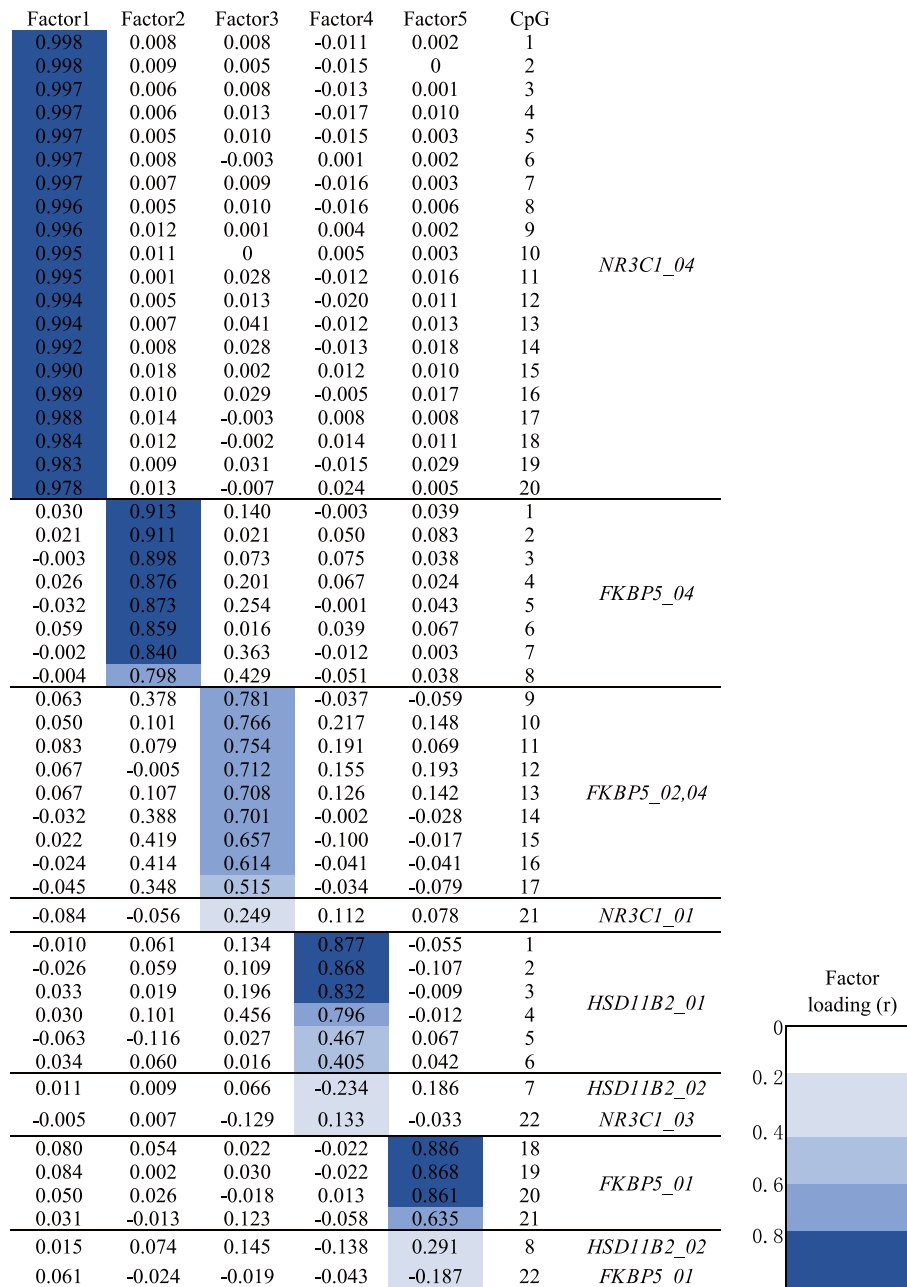 Factor1 Factor2 Factor3 Factor4 Factor5 CpG
0.998 0.008 0.008 -0.011 0.002 1
0.998 0.009 0.005 -0.015 0 2
0.997 0.006 0.008 -0.013 0.001 3
0.997 0.006 0.013 -0.017 0.010 4
0.997 0.005 0.010 -0.015 0.003 5
0.997 0.008 -0.003 0.001 0.002 6
0.997 0.007 0.009 -0.016 0.003 7
0.996 0.005 0.010 -0.016 0.006 8
0.996 0.012 0.001 0.004 0.002 9
0.995 0.011 0 0.005 0.003 10
NR3C1_04
0.995 0.001 0.028 -0.012 0.016 11
0.994 0.005 0.013 -0.020 0.011 12
0.994 0.007 0.041 -0.012 0.013 13
0.992 0.008 0.028 -0.013 0.018 14
0.990 0.018 0.002 0.012 0.010 15
0.989 0.010 0.029 -0.005 0.017 16
0.988 0.014 -0.003 0.008 0.008 17
0.984 0.012 -0.002 0.014 0.011 18
0.983 0.009 0.031 -0.015 0.029 19
0.978 0.013 -0.007 0.024 0.005 20
0.030 0.913 0.140 -0.003 0.039 1
0.021 0.911 0.021 0.050 0.083 2
-0.003 0.898 0.073 0.075 0.038 3
0.026 0.876 0.201 0.067 0.024 4
FKBP5_04
-0.032 0.873 0.254 -0.001 0.043 5
0.059 0.859 0.016 0.039 0.067 6
-0.002 0.840 0.363 -0.012 0.003 7
-0.004 0.798 0.429 -0.051 0.038 8
0.063 0.378 0.781 -0.037 -0.059 9
0.050 0.101 0.766 0.217 0.148 10
0.083 0.079 0.754 0.191 0.069 11
0.067 -0.005 0.712 0.155 0.193 12
0.067 0.107 0.708 0.126 0.142 13 FKBP5_02,04
-0.032 0.388 0.701 -0.002 -0.028 14
0.022 0.419 0.657 -0.100 -0.017 15
-0.024 0.414 0.614 -0.041 -0.041 16
-0.045 0.348 0.515 -0.034 -0.079 17
-0.084 -0.056 0.249 0.112 0.078 21 NR3C1_01
-0.010 0.061 0.134 0.877 -0.055 1
-0.026 0.059 0.109 0.868 -0.107 2
0.033 0.019 0.196 0.832 -0.009 3
HSD11B2_01
0.030 0.101 0.456 0.796 -0.012 4
-0.063 -0.116 0.027 0.467 0.067 5
0.034 0.060 0.016 0.405 0.042 6
0.011 0.009 0.066 -0.234 0.186 7 HSD11B2_02
-0.005 0.007 -0.129 0.133 -0.033 22 NR3C1_03
0.080 0.054 0.022 -0.022 0.886 18
0.084 0.002 0.030 -0.022 0.868 19
FKBP5_01
0.050 0.026 -0.018 0.013 0.861 20
0.031 -0.013 0.123 -0.058 0.635 21
0.015 0.074 0.145 -0.138 0.291 8 HSD11B2_02
0.061 -0.024 -0.019 -0.043 -0.187 22 FKBP5_01
Factor
loading (r)
0
0.2
0.4
0.6
0.8